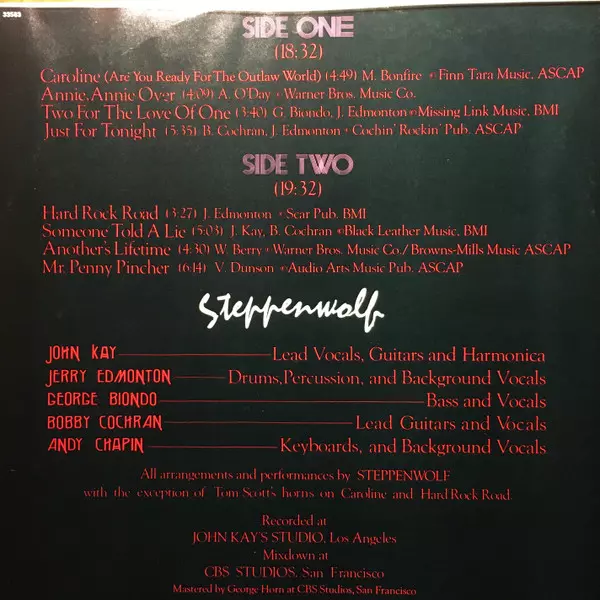 33583
SIDE ONE
(18:32)
Caroline (Are You Ready For The Outlaw World) (4:49) M. Bonfire ©Finn Tara Music, ASCAP
Annie, Annie Over (4:09) A. O'Day ©Warner Bros. Music Co.
Two For The Love Of One (3:40) G. Biondo, J. Edmonton ©Missing Link Music, BMI
Just For Tonight (5:35) B. Cochran, J. Edmonton ©Cochin' Rockin' Pub. ASCAP
SIDE TWO
(19:32)
Hard Rock Road (3:27) J. Edmonton ©Scar Pub. BMI
Someone Told A Lie (5:03) J. Kay, B. Cochran ©Black Leather Music, BMI
Another's Lifetime (4:30) W. Berry ©Warner Bros. Music Co./Browns-Mills Music ASCAP
Mr. Penny Pincher (6:14) V. Dunson ©Audio Arts Music Pub. ASCAP
Steppenwolf
JOHN KAY—Lead Vocals, Guitars and Harmonica
JERRY EDMONTON—Drums, Percussion, and Background Vocals
GEORGE BIONDO—Bass and Vocals
BOBBY COCHRAN—Lead Guitars and Vocals
ANDY CHAPIN—Keyboards, and Background Vocals
All arrangements and performances by STEPPENWOLF
with the exception of Tom Scott's horns on Caroline and Hard Rock Road.
Recorded at
JOHN KAY'S STUDIO, Los Angeles
Mixdown at
CBS STUDIOS, San Francisco
Mastered by George Horn at CBS Studios, San Francisco